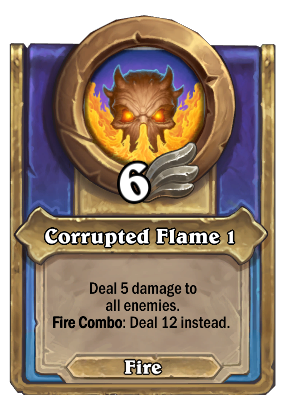 6
Corrupted Flame 1
Deal 5 damage to
all enemies.
Fire Combo: Deal 12 instead.
Fire